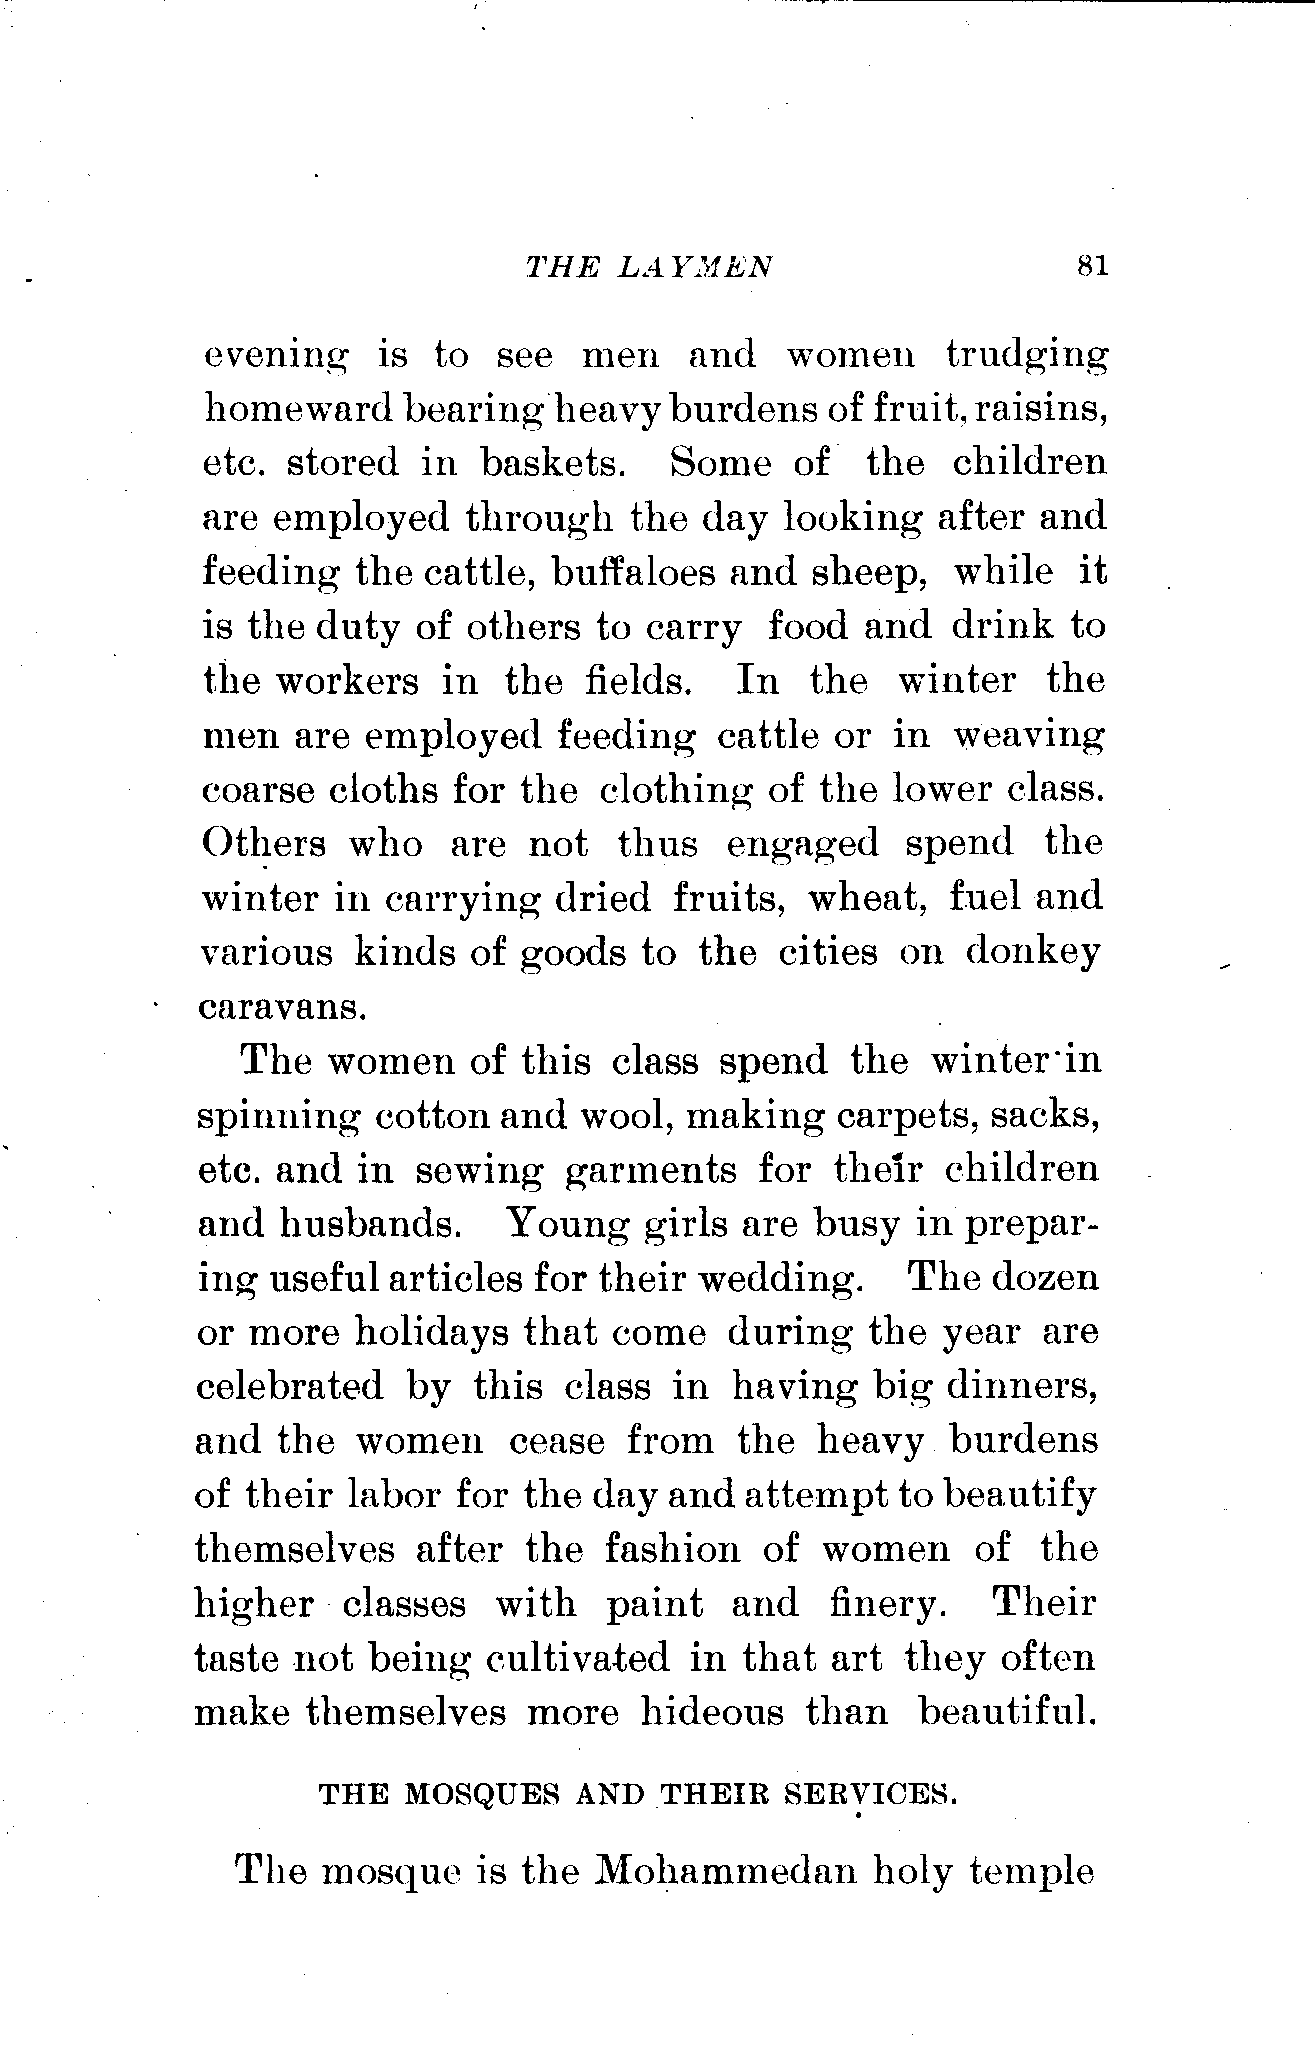 THE LAYMEN 81
evening is to see men and women trudging
homeward bearing heavy burdens of fruit, raisins,
etc. stored in baskets. Some of the children
are employed through the day looking after and
feeding the cattle, buffaloes and sheep, while it
is the duty of others to carry food and drink to
the workers in the fields. In the winter the
men are employed feeding cattle or in weaving
coarse cloths for the clothing of the lower class.
Others who are not thus engaged spend the
winter in carrying dried fruits, wheat, fuel and
various kinds of goods to the cities on donkey
caravans.
The women of this class spend the winter in
spinning cotton and wool, making carpets, sacks,
etc. and in sewing garments for their children
and husbands. Young girls are busy in prepar-
ing useful articles for their wedding. The dozen
or more holidays that come during the year are
celebrated by this class in having big dinners,
and the women cease from the heavy burdens
of their labor for the day and attempt to beautify
themselves after the fashion of women of the
higher classes with paint and finery. Their
taste not being cultivated in that art they often
make themselves more hideous than beautiful.
THE MOSQUES AND THEIR SERVICES.
The mosque is the Mohammedan holy temple